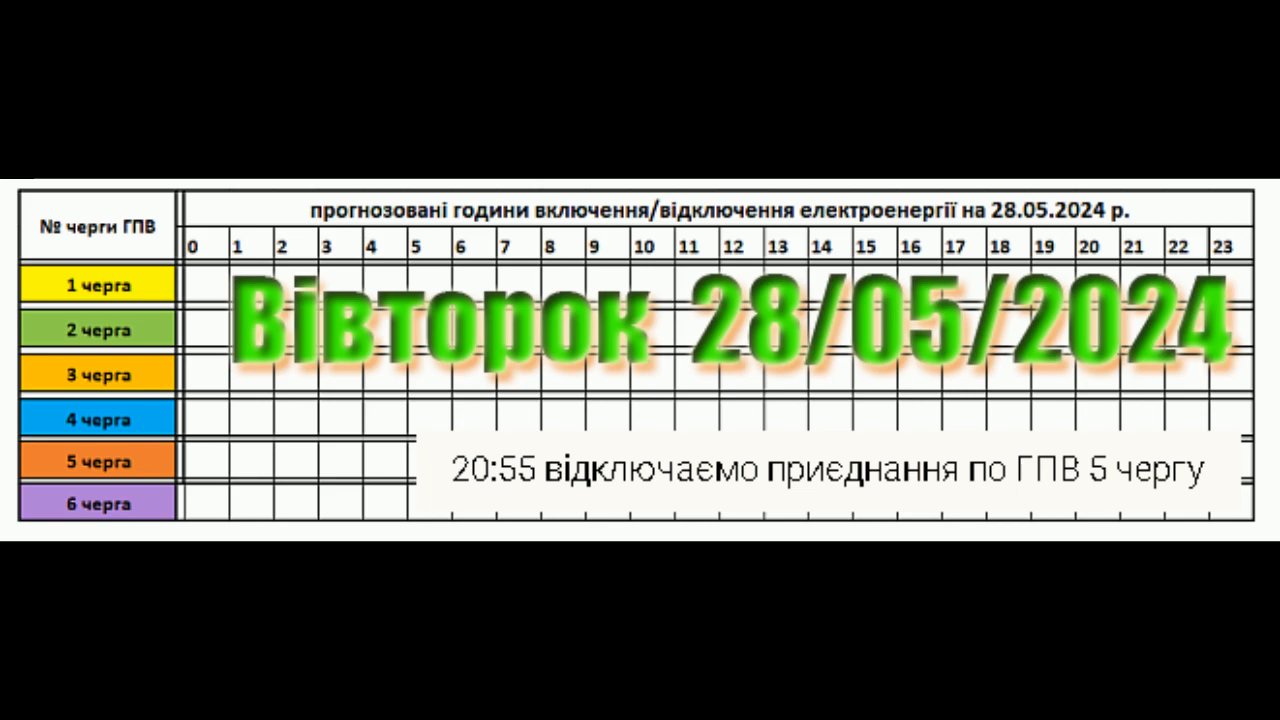 № черги ГПВ
прогнозовані години включення/відключення електроенергії на 28.05.2024 р.
0 1 2 3 4 5 6 7 8 9 10 11 12 13 14 15 16 17 18 19 20 21 22 23
1 черга
Вівторок 28/05/2024
2 черга
3 черга
4 черга
5 черга
20:55 відключаємо приєднання по ГПВ 5 чергу
6 черга